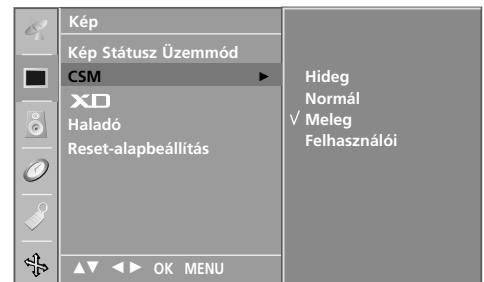 Kép
Kép Státusz Üzemmód
CSM ►
XD
Haladó
Reset-alapbeállítás
▲▼ ◄► OK MENU
Hideg
Normál
√ Meleg
Felhasználói